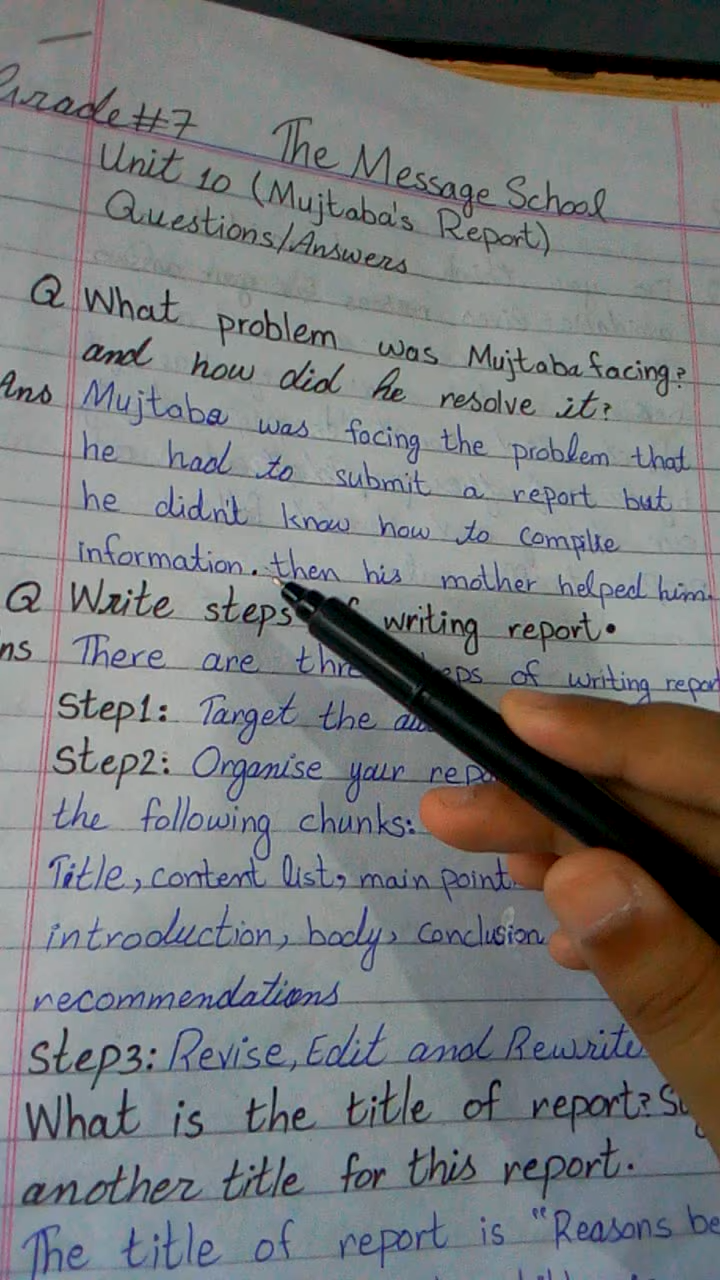 Grade#7 The Message School
Unit 10 (Mujtaba's Report)
Questions/Answers
Q What problem was Mujtaba facing?
and how did he resolve it?
Ans Mujtaba was facing the problem that
he had to submit a report but
he didn't know how to compile
information. then his mother helped him.
Q Write steps writing report.
There are steps of writing
Step1: Target the
Step2: Organise your
the following chunks:
Title, content list, main point
introduction, body, conclusion
recommendations
Step3: Revise, Edit and Rewrite
What is the title of report?
another title for this report.
The title of report is "Reasons